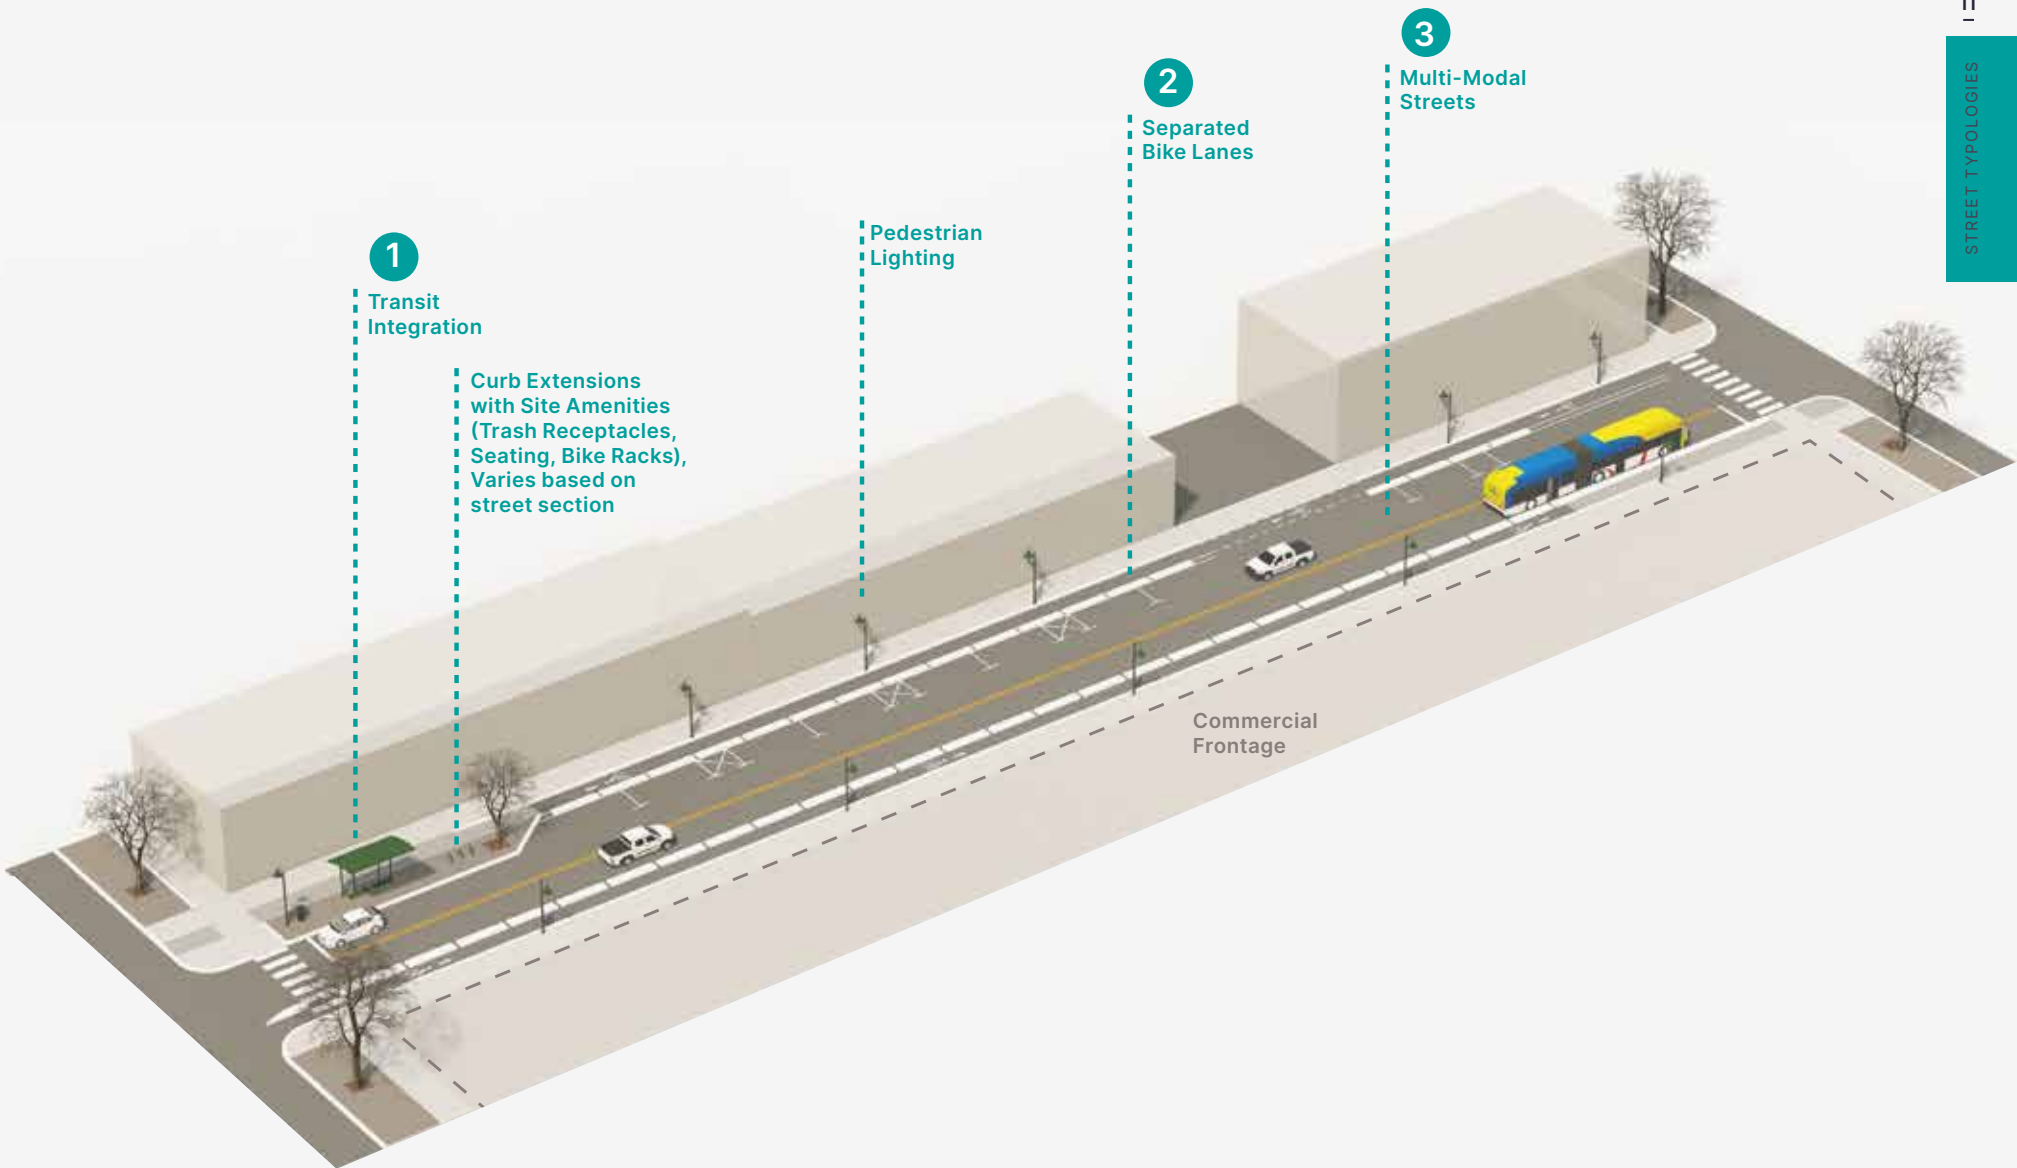 3
Multi-Modal
Streets
STREET TYPOLOGIES
2
Separated
Bike Lanes
Pedestrian
Lighting
1
Transit
Integration
Curb Extensions
with Site Amenities
(Trash Receptacles,
Seating, Bike Racks),
Varies based on
street section
Commercial
Frontage